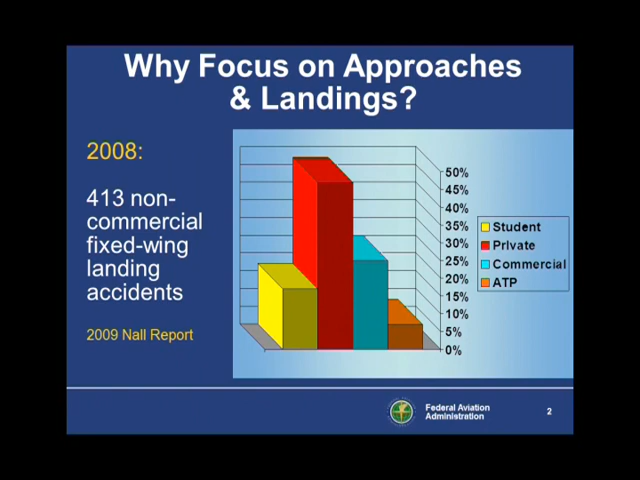 Why Focus on Approaches
& Landings?
2008:
413 non-
commercial
fixed-wing
landing
accidents
2009 Nall Report
50%
45%
40%
35%
30%
25%
20%
15%
10%
5%
0%
Student
Private
Commercial
ATP
Federal Aviation
Administration
2